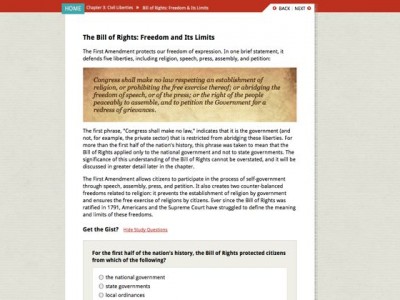 HOME Chapter 3: Civil Liberties » Bill of Rights: Freedom & Its Limits BACK | NEXT
The Bill of Rights: Freedom and Its Limits
The First Amendment protects our freedom of expression. In one brief statement, it
defends five liberties, including religion, speech, press, assembly, and petition:
Congress shall make no law respecting an establishment of
religion, or prohibiting the free exercise thereof; or abridging the
freedom of speech, or of the press; or the right of the people
peaceably to assemble, and to petition the Government for a
redress of grievances.
The first phrase, "Congress shall make no law," indicates that it is the government (and
not, for example, the private sector) that is restricted from abridging these liberties. For
more than the first half of the nation's history, this phrase was taken to mean that the
Bill of Rights applied only to the national government and not to state governments. The
significance of this understanding of the Bill of Rights cannot be overstated, and it will be
discussed in greater detail later in the chapter.
The First Amendment allows citizens to participate in the process of self-government
through speech, assembly, press, and petition. It also creates two counter-balanced
freedoms related to religion: it prevents the establishment of religion by government and
ensures the free exercise of religions by citizens. Ever since the Bill of Rights was
ratified in 1791, Americans and the Supreme Court have struggled to define the meaning
and limits of these freedoms.
Get the Gist? Hide Study Questions
For the first half of the nation's history, the Bill of Rights protected citizens
from which of the following?
the national government
state governments
local ordinances